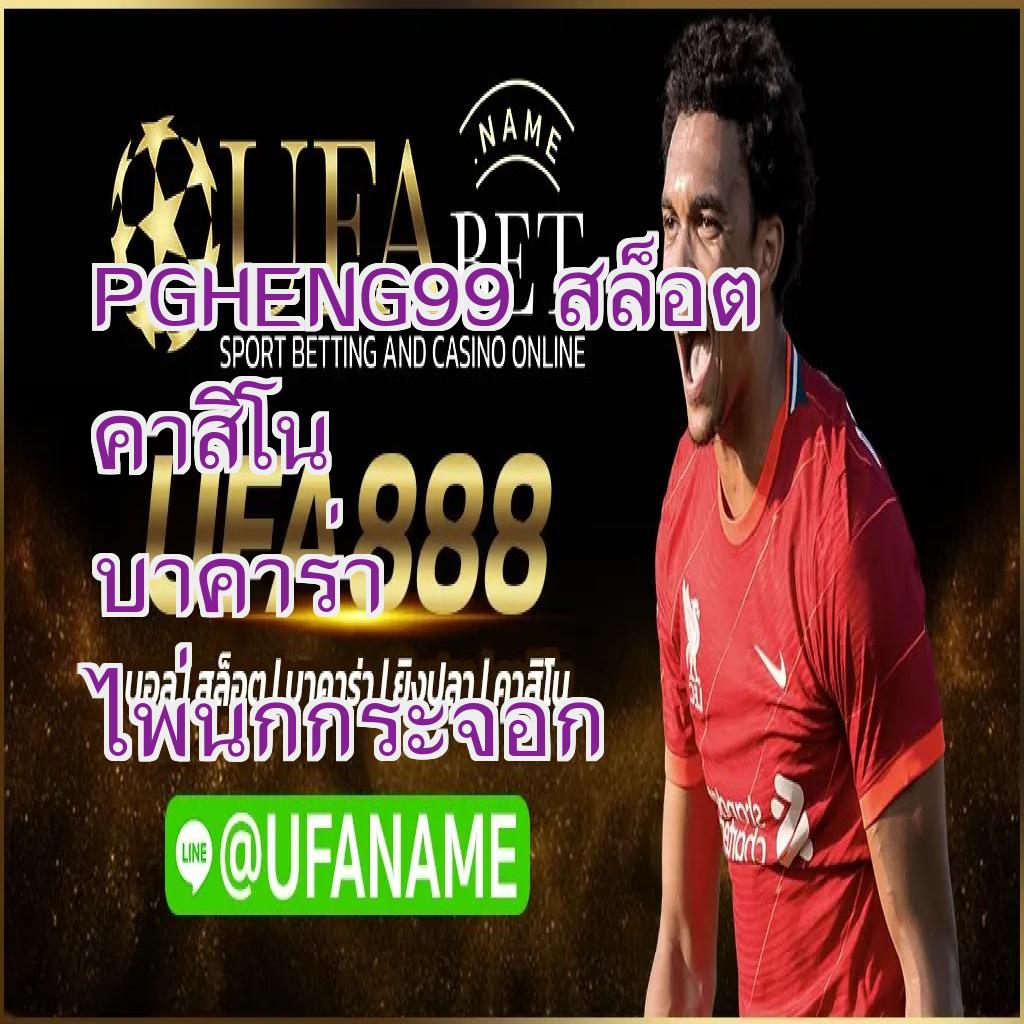 .NAME
UFA BET
PGHENG99 สล็อต
SPORT BETTING AND CASINO ONLINE
คาสิโน
UFA888
บาคาร่า
บอล | สล็อต | บาคาร่า | ยิงปลา | คาสิโน
ไพ่นกกระจอก
LINE @UFANAME